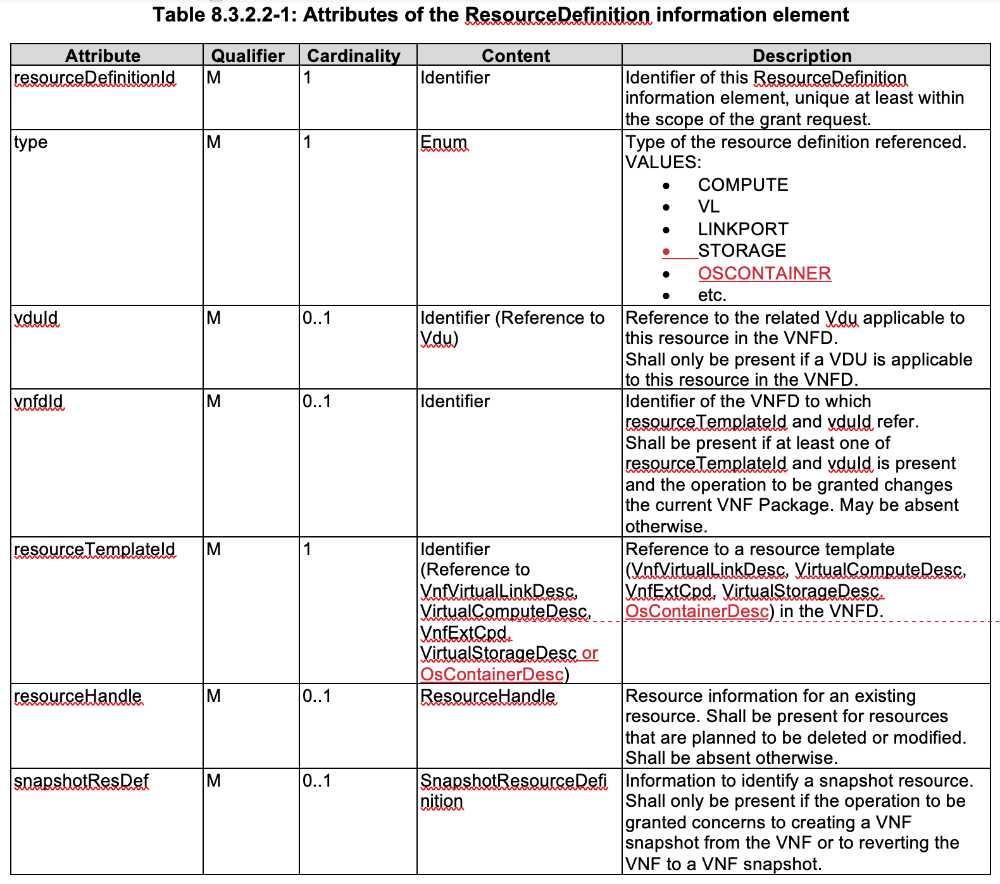 Table 8.3.2.2-1: Attributes of the ResourceDefinition information element
Attribute Qualifier Cardinality Content Description
resourceDefinitionId M 1 Identifier Identifier of this ResourceDefinition
information element, unique at least within
the scope of the grant request.
type M 1 Enum Type of the resource definition referenced.
VALUES:
• COMPUTE
• VL
• LINKPORT
• STORAGE
• OSCONTAINER
• etc.
vduId M 0..1 Identifier (Reference to Reference to the related Vdu applicable to
Vdu) this resource in the VNFD.
Shall only be present if a VDU is applicable
to this resource in the VNFD.
vnfdId M 0..1 Identifier Identifier of the VNFD to which
resourceTemplateId and vduId refer.
Shall be present if at least one of
resourceTemplateId and vduId is present
and the operation to be granted changes
the current VNF Package. May be absent
otherwise.
resourceTemplateId M 1 Identifier Reference to a resource template
(Reference to (VnfVirtualLinkDesc, VirtualComputeDesc,
VnfVirtualLinkDesc, VnfExtCpd, VirtualStorageDesc,
VirtualComputeDesc, OsContainerDesc) in the VNFD.
VnfExtCpd,
VirtualStorageDesc or
OsContainerDesc)
resourceHandle M 0..1 ResourceHandle Resource information for an existing
resource. Shall be present for resources
that are planned to be deleted or modified.
Shall be absent otherwise.
snapshotResDef M 0..1 SnapshotResourceDefi Information to identify a snapshot resource.
nition Shall only be present if the operation to be
granted concerns to creating a VNF
snapshot from the VNF or to reverting the
VNF to a VNF snapshot.